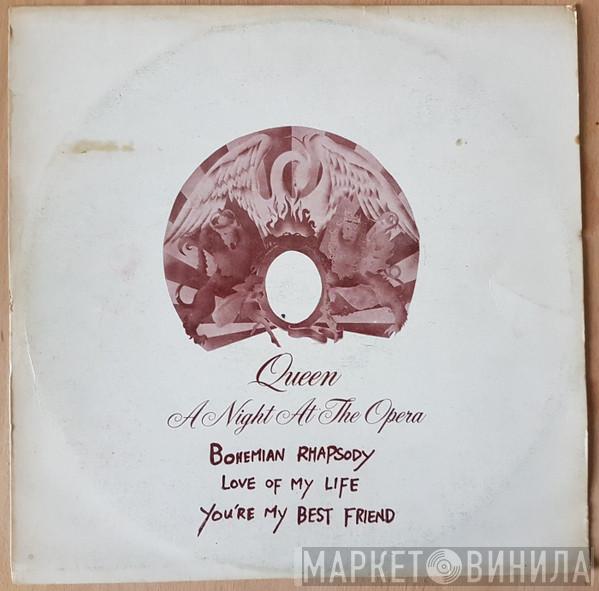 Queen
A Night At The Opera
BOHEMIAN RHAPSODY
LOVE OF MY LIFE
YOU'RE MY BEST FRIEND
МАРКЕТ ВИНИЛА